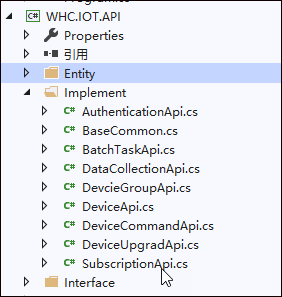 C# WHC.IOT.API
Properties
引用
Entity
Implement
C# AuthenticationApi.cs
C# BaseCommon.cs
C# BatchTaskApi.cs
C# DataCollectionApi.cs
C# DevcieGroupApi.cs
C# DeviceApi.cs
C# DeviceCommandApi.cs
C# DeviceUpgradApi.cs
C# SubscriptionApi.cs
Interface